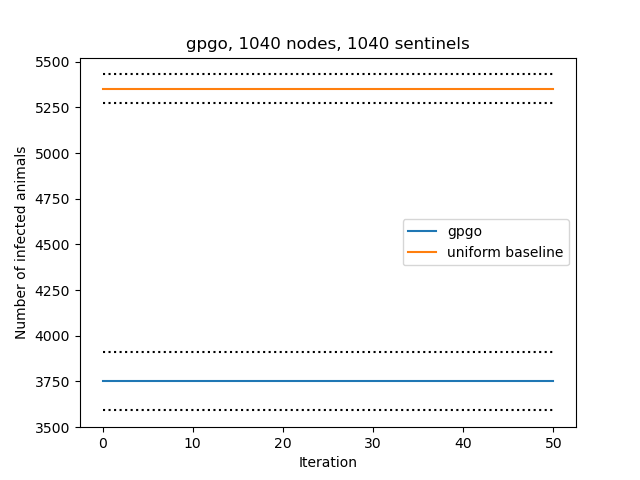 gpgo, 1040 nodes, 1040 sentinels
5500
5250
5000
4750
4500
4250
4000
3750
3500
Number of infected animals
gpgo
uniform baseline
0 10 20 30 40 50
Iteration